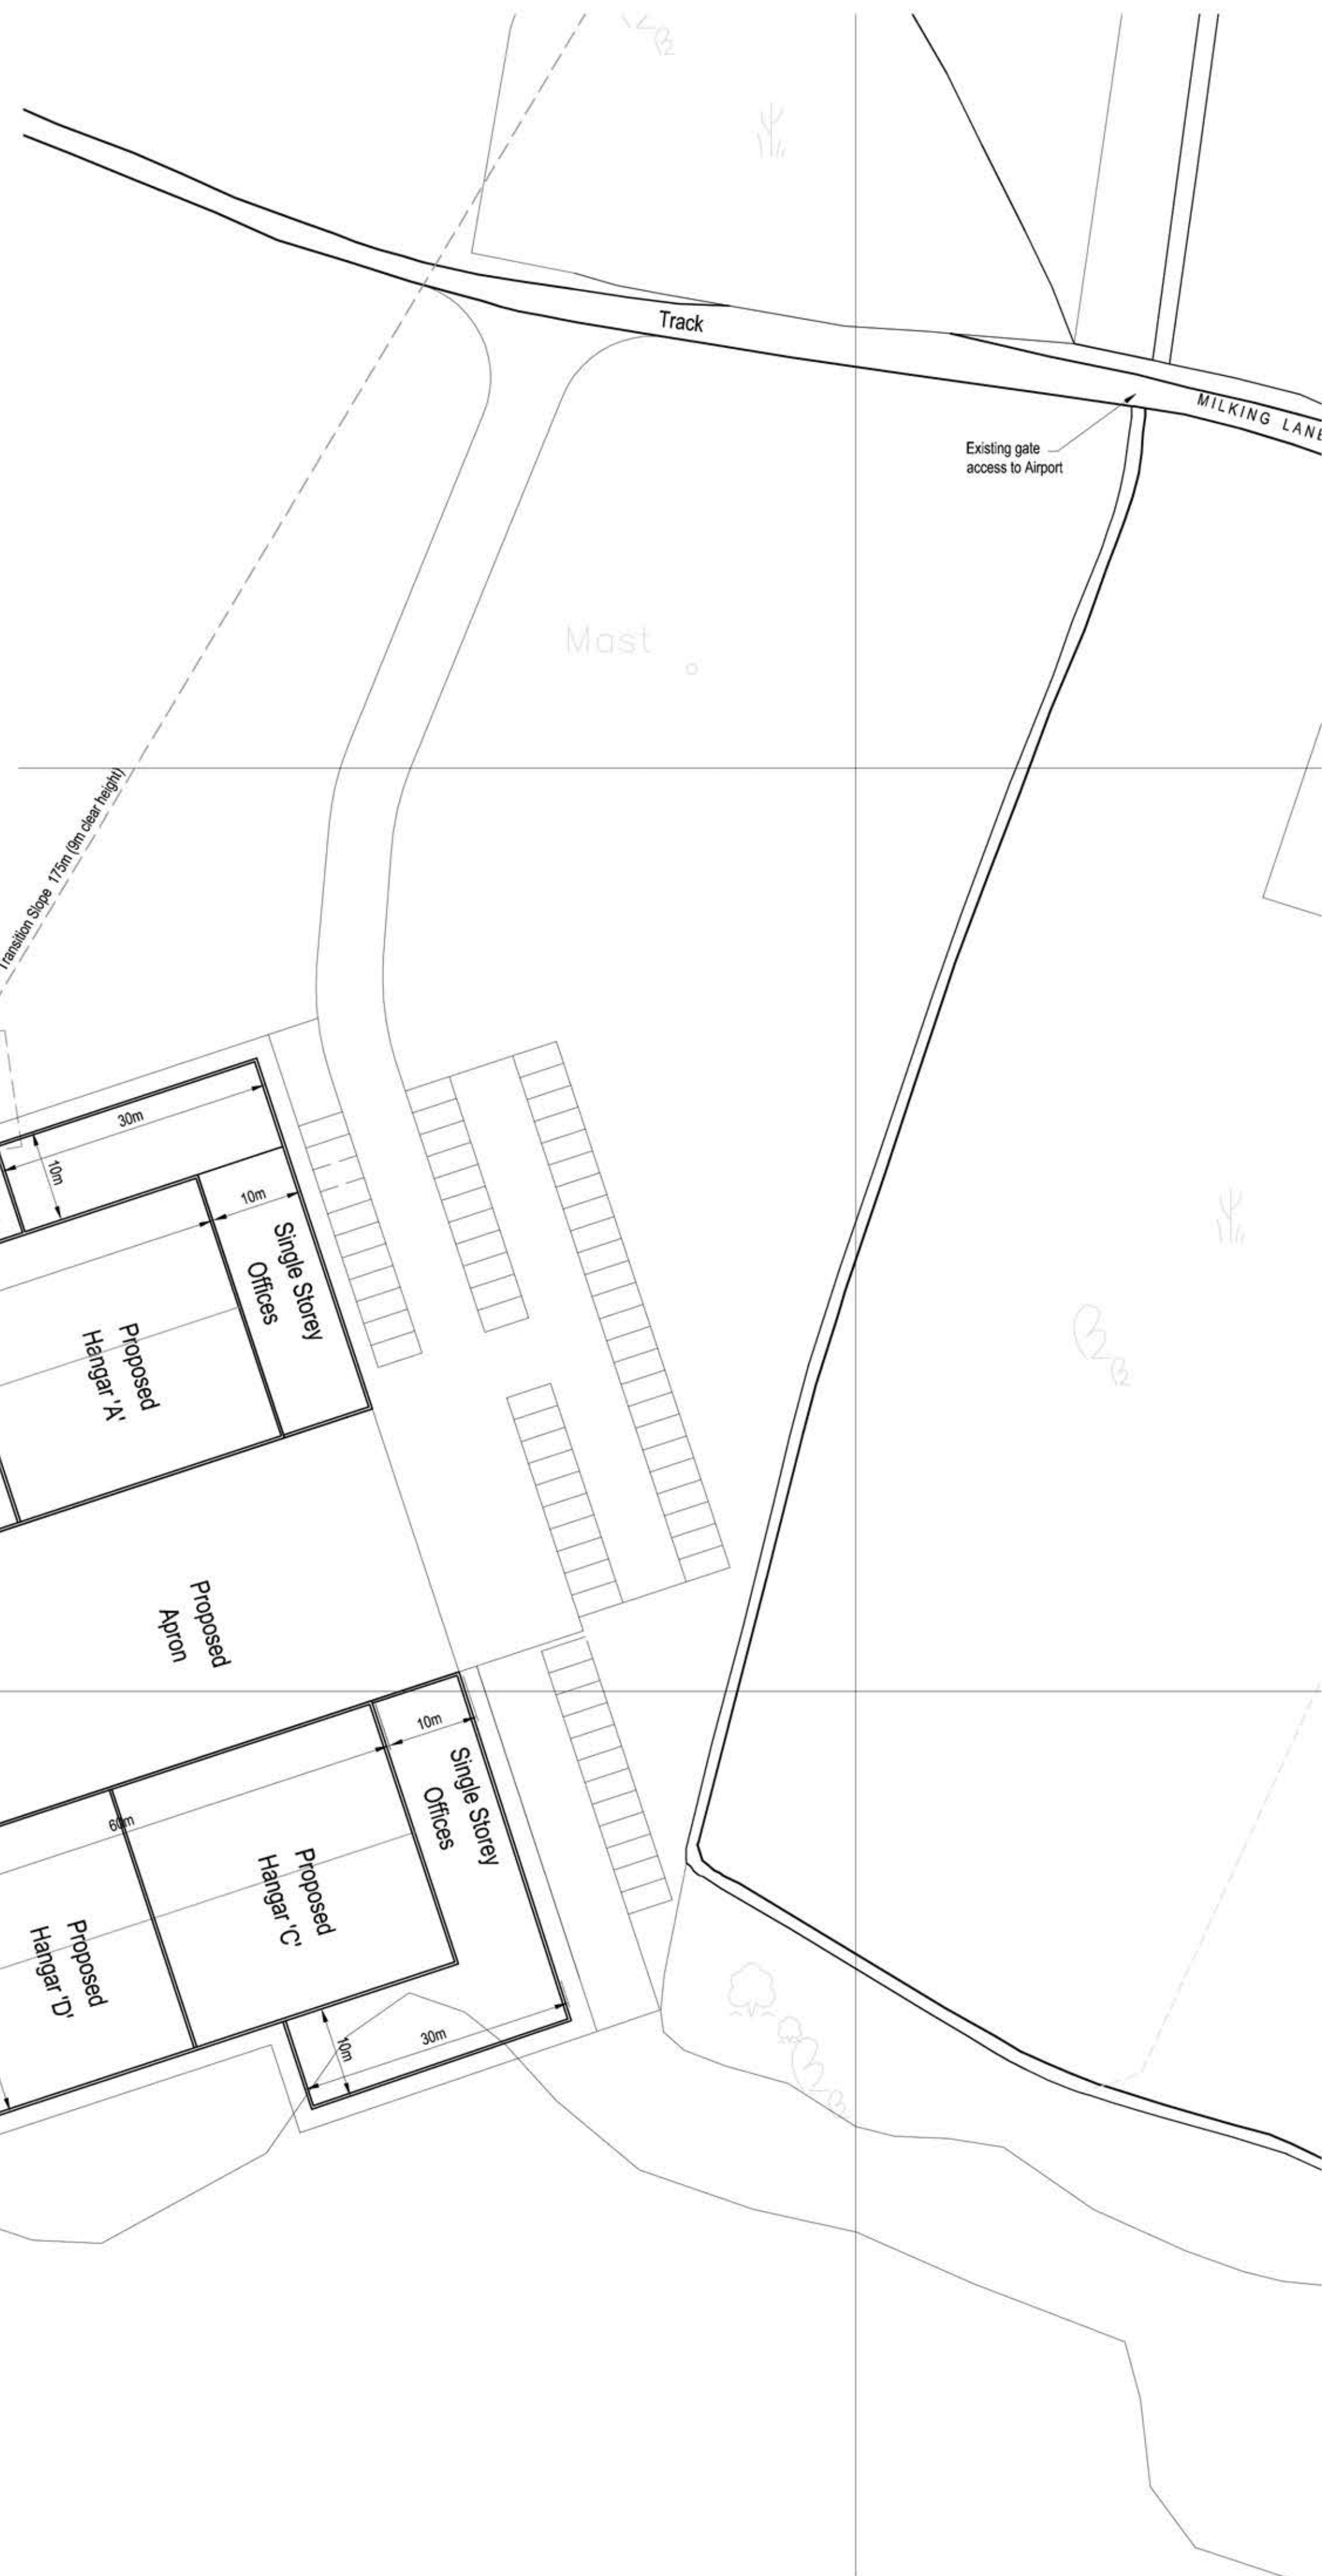 Track
MILKING LANE
Existing gate
access to Airport
Mast
Transition Slope 175m (9m clear height)
30m
10m
10m
Single Storey
Offices
Proposed
Hangar 'A'
Proposed
Apron
10m
Single Storey
Offices
60m
Proposed
Hangar 'C'
Proposed
Hangar 'D'
30m
10m